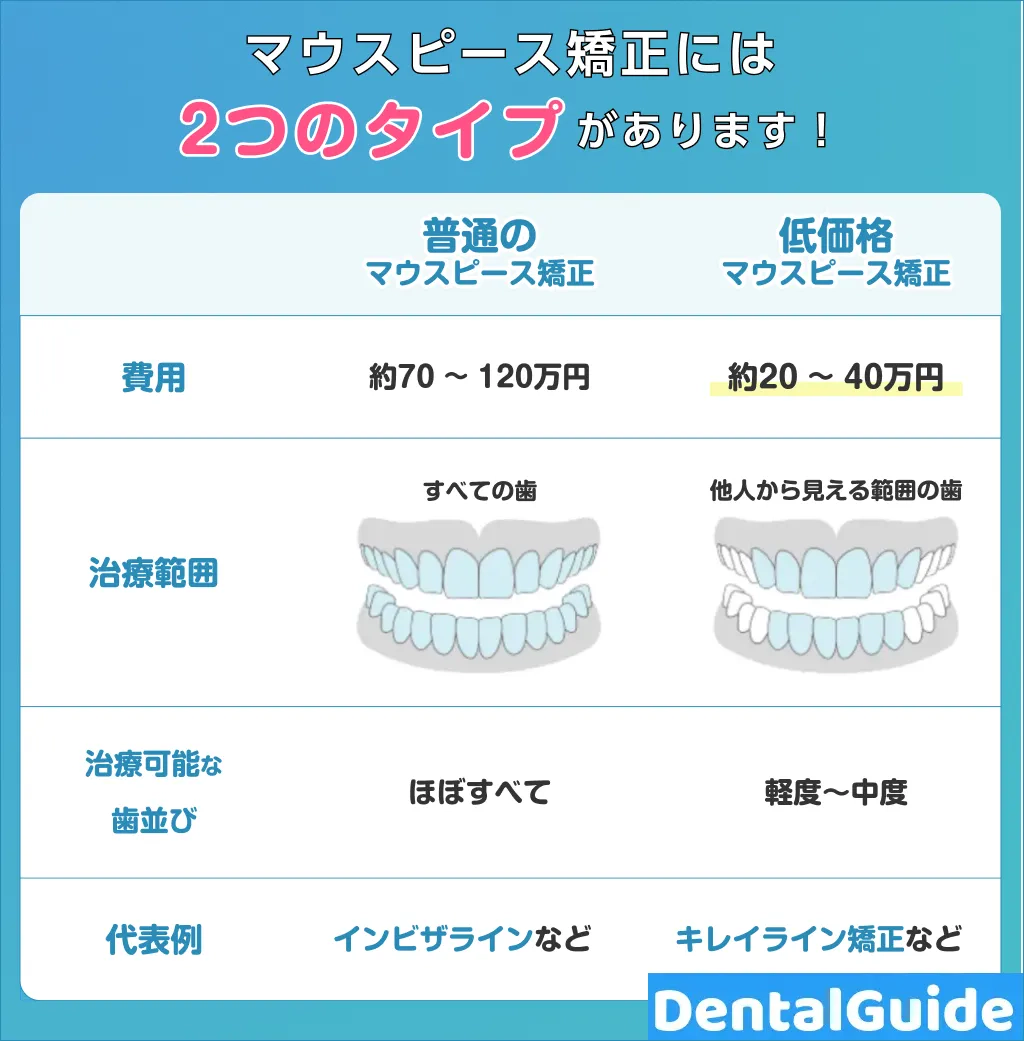 マウスピース矯正には
2つのタイプがあります！
普通の
マウスピース矯正
低価格
マウスピース矯正
費用
約70 ～ 120万円
約20 ～ 40万円
治療範囲
すべての歯
他人から見える範囲の歯
治療可能な
歯並び
ほぼすべて
軽度～中度
代表例
インビザラインなど
キレイライン矯正など
DentalGuide